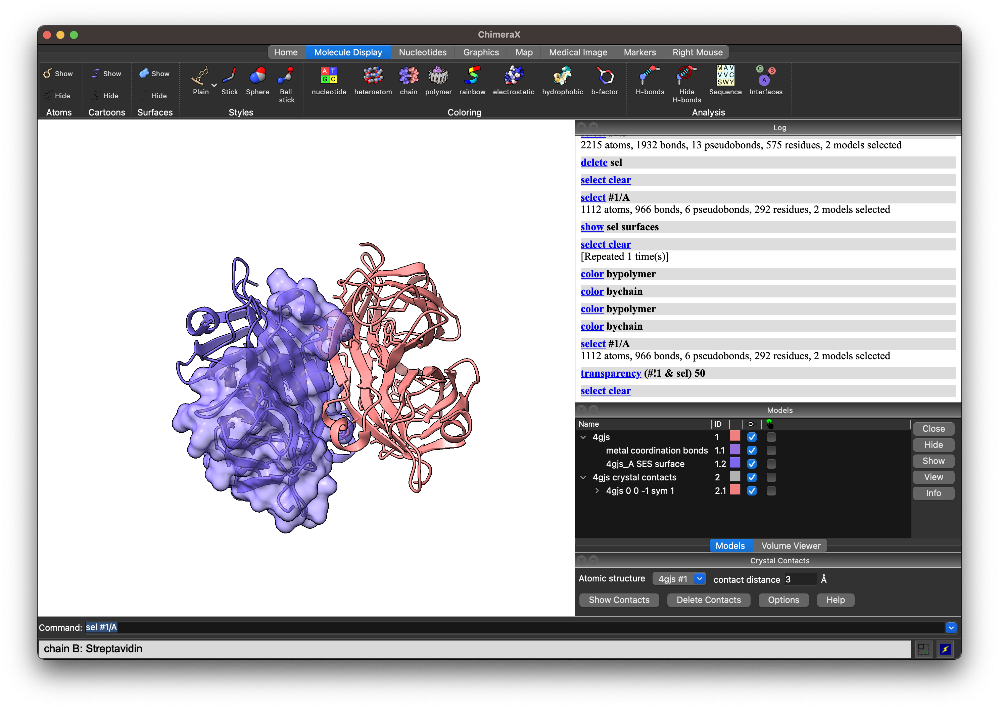 ChimeraX
Home Molecule Display Nucleotides Graphics Map Medical Image Markers Right Mouse
Show Show Show
Hide Hide Hide
Atoms Cartoons Surfaces
Plain Stick Sphere Ball stick
Styles
A T G C
nucleotide heteroatom chain polymer rainbow electrostatic hydrophobic b-factor
Coloring
M A V
V V C
S W Y
C B A
H-bonds Hide H-bonds Sequence Interfaces
Analysis
Log
2215 atoms, 1932 bonds, 13 pseudobonds, 575 residues, 2 models selected
delete sel
select clear
select #1/A
1112 atoms, 966 bonds, 6 pseudobonds, 292 residues, 2 models selected
show sel surfaces
select clear
[Repeated 1 time(s)]
color bypolymer
color bychain
color bypolymer
color bychain
select #1/A
1112 atoms, 966 bonds, 6 pseudobonds, 292 residues, 2 models selected
transparency (#!1 & sel) 50
select clear
Models
Name ID
4gjs 1
metal coordination bonds 1.1
4gjs_A SES surface 1.2
4gjs crystal contacts 2
4gjs 0 0 -1 sym 1 2.1
Close
Hide
Show
View
Info
Models Volume Viewer
Crystal Contacts
Atomic structure 4gjs #1 contact distance 3 Å
Show Contacts Delete Contacts Options Help
Command: sel #1/A
chain B: Streptavidin